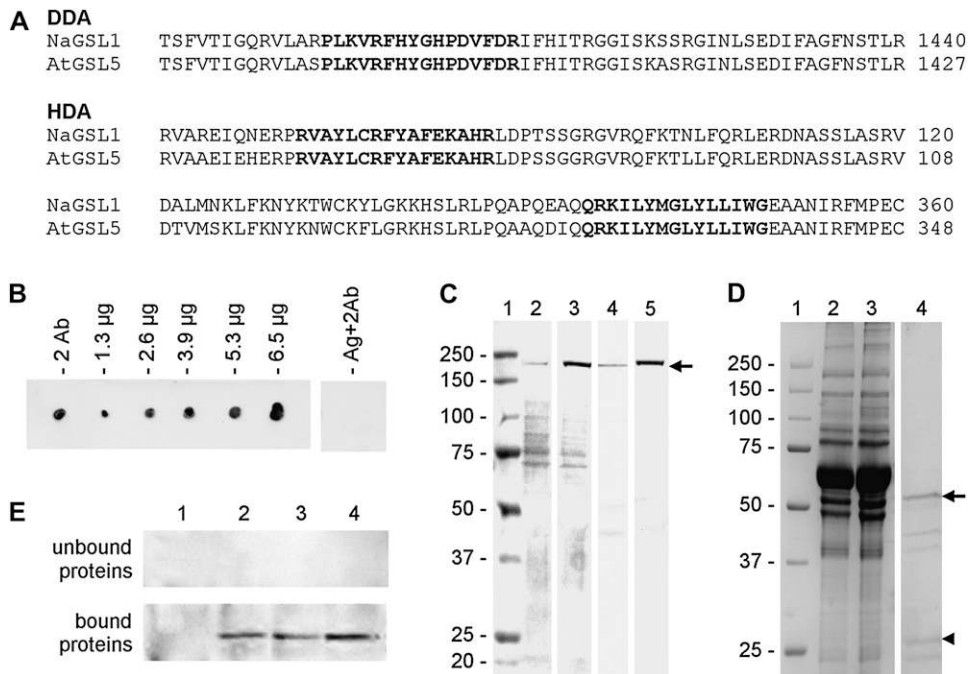 A
DDA
NaGSL1 TSFVTIGQRVLARPLKVRFHYGHPDVFDRIFHITRGGISKSSRGINLSEDIFAGFNSTLR 1440
AtGSL5 TSFVTIGQRVLASPLKVRFHYGHPDVFDRIFHITRGGISKASRGINLSEDIFAGFNSTLR 1427
HDA
NaGSL1 RVAREIQNERPRVAYLCRFYAFEKAHRLDPTSSGRGVRQFKTNLFQRLERDNASSLASRV 120
AtGSL5 RVAAEIEHERPRVAYLCRFYAFEKAHRLDPSSGGRGVRQFKTLLFQRLERDNASSLASRV 108
NaGSL1 DALMNKLFKNYKTWCKYLGKKHSLRLPQAPQEAQQRKILYMGLYLLIWGEAANIRFMPEC 360
AtGSL5 DTVMSKLFKNYKNWCKFLGRKHSLRLPQAAQDIQQRKILYMGLYLLIWGEAANIRFMPEC 348
B
- 2 Ab
- 1.3 µg
- 2.6 µg
- 3.9 µg
- 5.3 µg
- 6.5 µg
- Ag+2Ab
C
1 2 3 4 5
250 -
150 -
100 -
75 -
50 -
37 -
25 -
20 -
D
1 2 3 4
250 -
150 -
100 -
75 -
50 -
37 -
25 -
E
1 2 3 4
unbound
proteins
bound
proteins